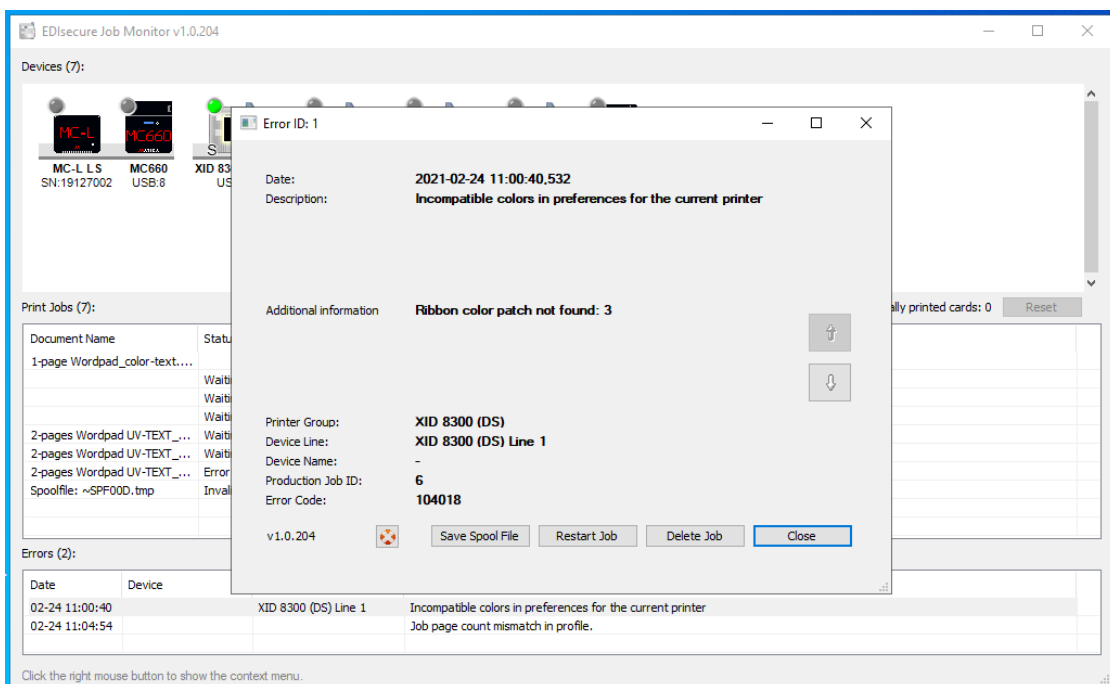 EDIsecure Job Monitor v1.0.204
Devices (7):
MC-L
MC660
MATICA
S
MC-L LS
MC660
XID 83
SN:19127002
USB:8
US
Error ID: 1
Date:
2021-02-24 11:00:40,532
Description:
Incompatible colors in preferences for the current printer
Additional information
Ribbon color patch not found: 3
Printer Group:
XID 8300 (DS)
Device Line:
XID 8300 (DS) Line 1
Device Name:
-
Production Job ID:
6
Error Code:
104018
v1.0.204
Save Spool File
Restart Job
Delete Job
Close
Print Jobs (7):
ally printed cards: 0
Reset
Document Name
Statu
1-page Wordpad_color-text....
Waiti
Waiti
Waiti
2-pages Wordpad UV-TEXT_...
Waiti
2-pages Wordpad UV-TEXT_...
Waiti
2-pages Wordpad UV-TEXT_...
Error
Spoolfile: ~SPF00D.tmp
Invali
Errors (2):
Date
Device
02-24 11:00:40
XID 8300 (DS) Line 1
Incompatible colors in preferences for the current printer
02-24 11:04:54
Job page count mismatch in profile.
Click the right mouse button to show the context menu.